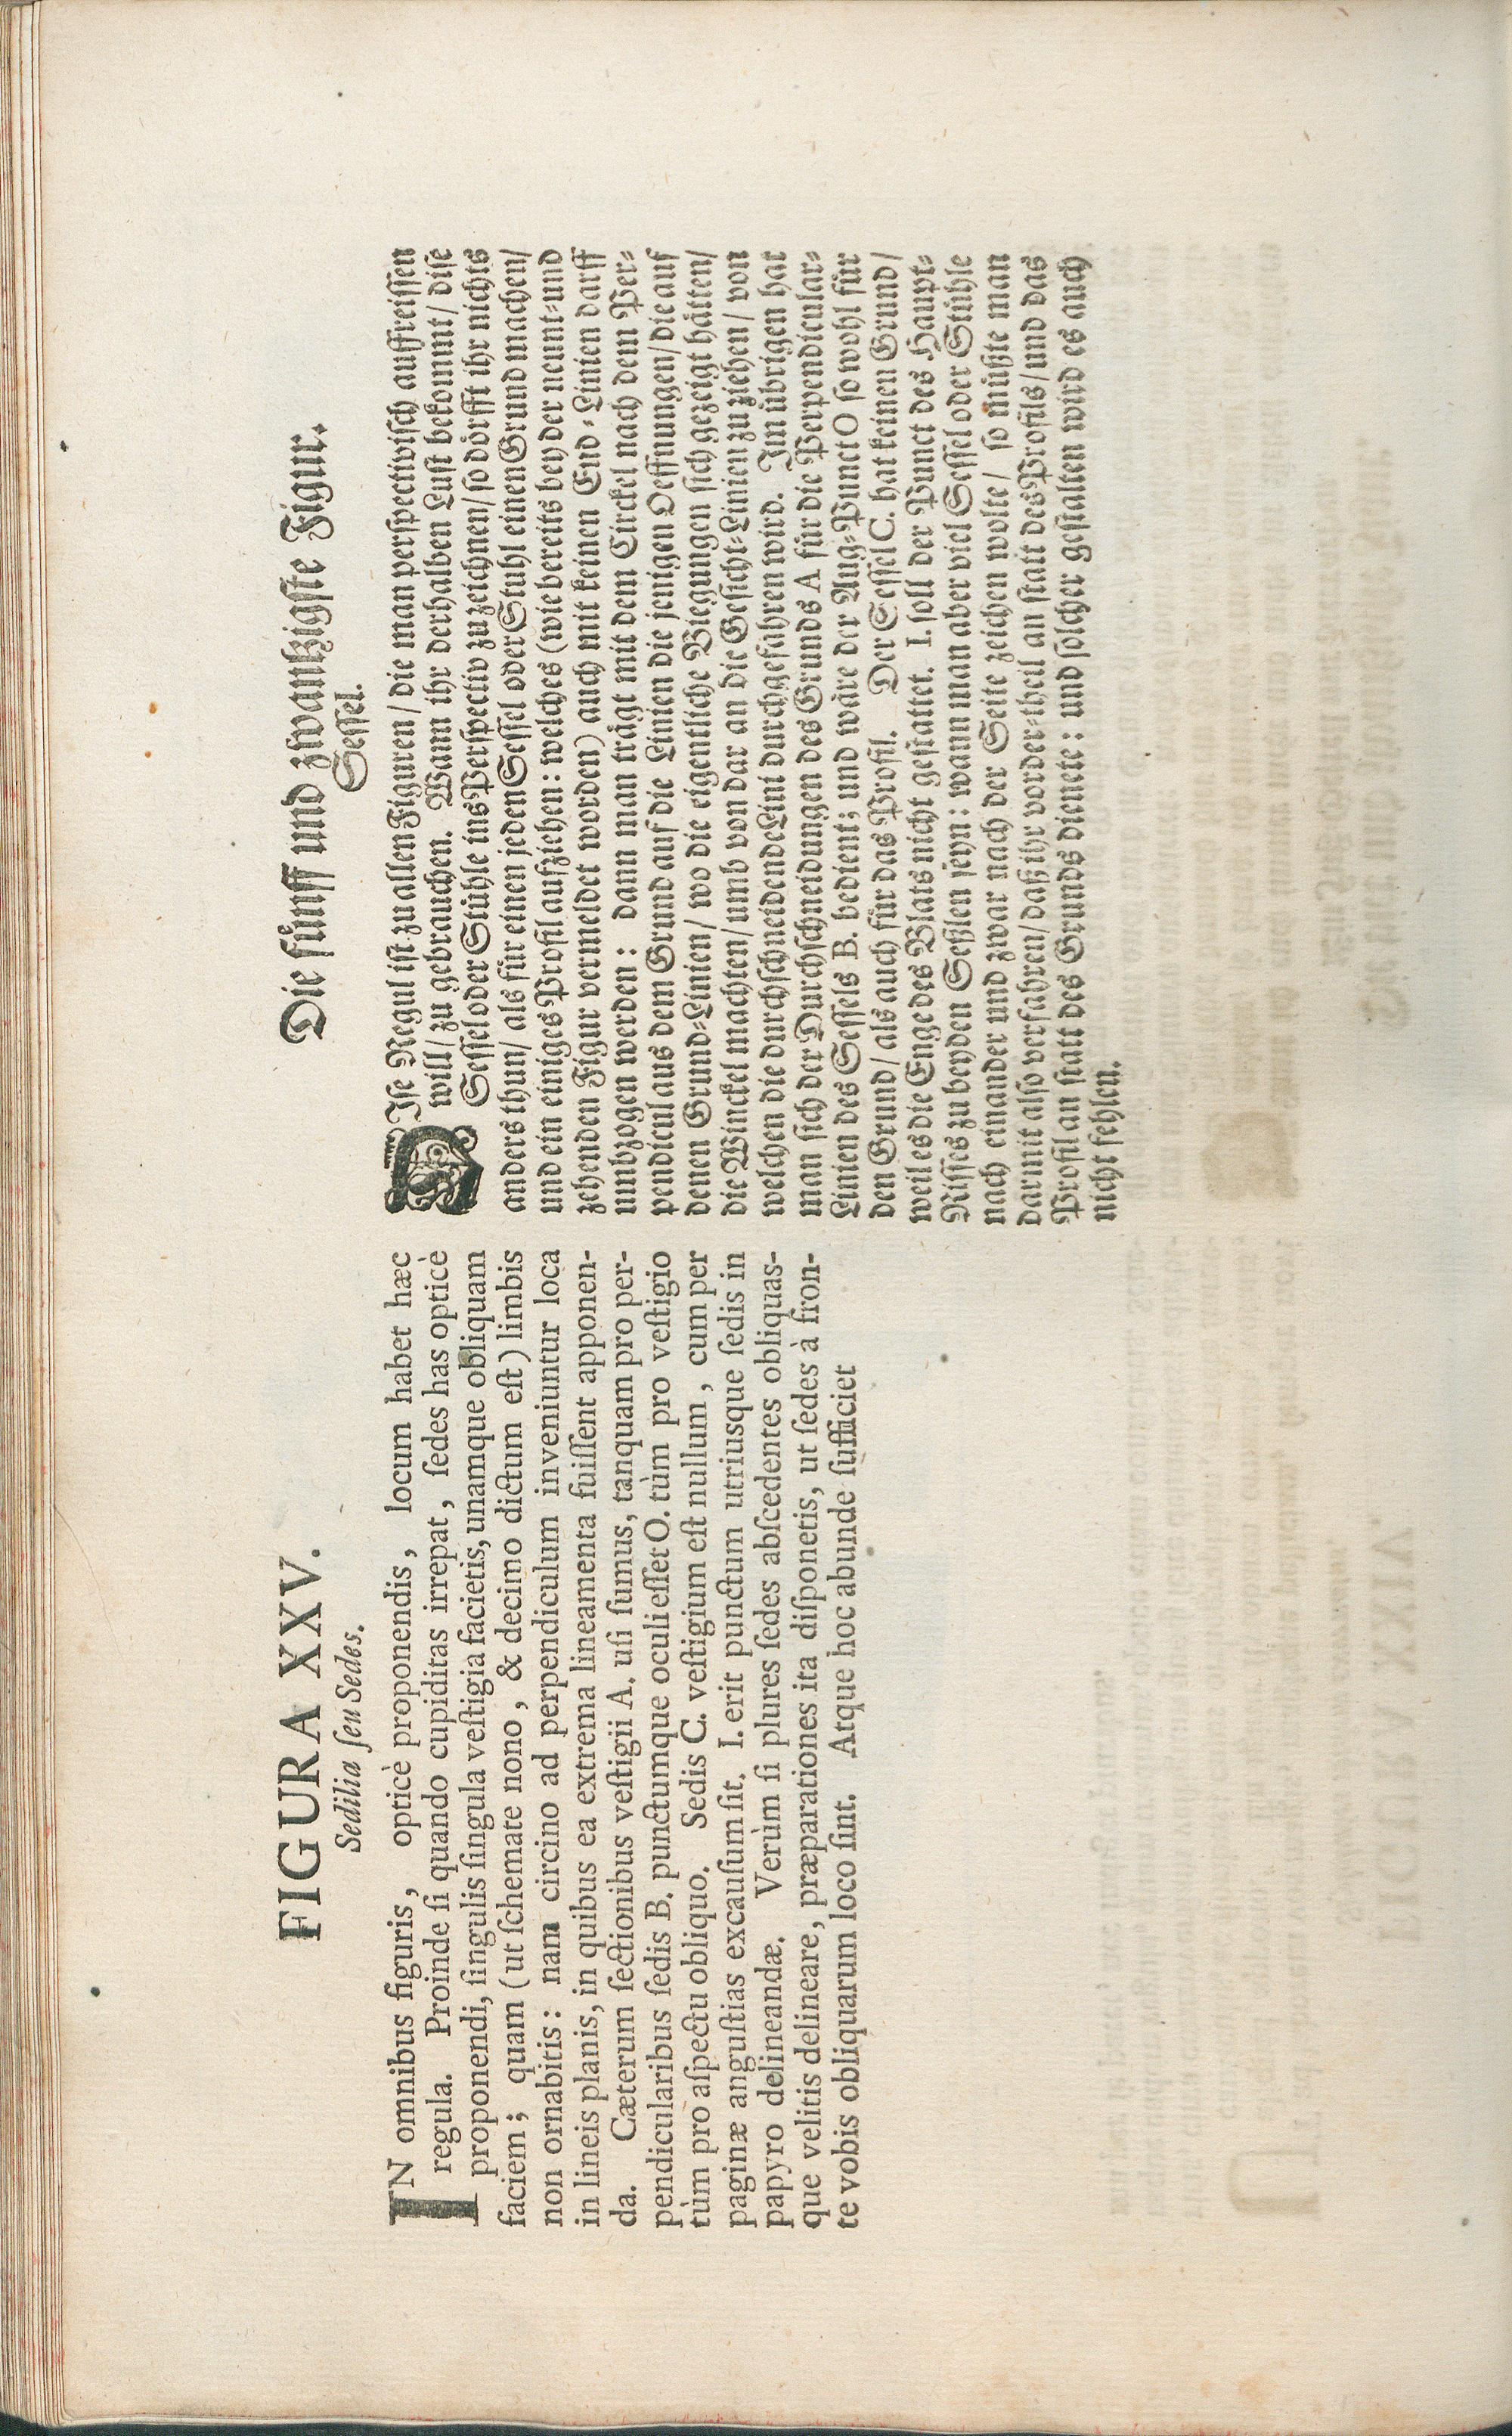 FIGURA XXV.
Sedilia ſeu Sedes.
IN omnibus figuris, opticè proponendis, locum habet hæc
regula. Proinde ſi quando cupiditas irrepat, ſedes has opticè
proponendi, ſingulis ſingula veſtigia facietis, unamque obliquam
faciem; quam (ut ſchemate nono, & decimo dictum eſt) limbis
non ornabitis: nam circino ad perpendiculum inveniuntur loca
in lineis planis, in quibus ea extrema lineamenta fuiſſent apponen-
da. Cæterum ſectionibus veſtigii A. uſi ſumus, tanquam pro per-
pendicularibus ſedis B. punctumque oculi eſſet O. tùm pro veſtigio
tùm pro aſpectu obliquo. Sedis C. veſtigium eſt nullum, cum per
paginæ anguſtias excauſum ſit. I. erit punctum utriusque ſedis in
papyro delineandæ. Verùm ſi plures ſedes abſcedentes obliquas-
que velitis delineare, præparationes ita diſponetis, ut ſedes à fron-
te vobis obliquarum loco ſint. Atque hoc abunde ſufficiet
Die fünff und zwantzigſte Figur.
Seſſel.
DIſe Regul iſt zu allen Figuren/ die man perſpectiviſch auffreiſſen
will/ zu gebrauchen. Wann ihr derhalben Luſt bekommt/ diſe
Seſſel oder Stühle ins Perſpectiv zu zeichnen/ ſo dörfft ihr nichts
anders thun/ als für einen jeden Seſſel oder Stuhl einen Grund machen/
und ein einiges Profil aufziehen: welches (wie bereits bey der neunt- und
zehenden Figur vermeldet worden) auch mit keinen End-Linien darff
umbzogen werden: dann man trägt mit dem Circkel nach dem Per-
pendicul aus dem Grund auf die Linien die jenigen Oeffnungen/ die auf
denen Grund-Linien/ wo die eigentliche Biegungen ſich gezeigt hätten/
die Winckel machten/ umb von dar an die Geſicht-Linien zu ziehen/ von
welchen die durchſchneidende Lini durchgefahren wird. Im übrigen hat
man ſich der Durchſchneidungen des Grunds A für die Perpendicular-
Linien des Seſſels B. bedient; und wäre der Aug-Punct O ſo wohl für
den Grund/ als auch für das Profil. Der Seſſel C. hat keinen Grund/
weil es die Enge des Blats nicht geſtattet. I. ſoll der Punct des Haupt-
Riſſes zu beyden Seßlen ſeyn: wann man aber viel Seſſel oder Stühle
nach einander und zwar nach der Seite zeichen wolte/ ſo müßte man
darmit alſo verfahren/ daß ihr vorder-theil an ſtatt des Profils/ und das
Profil an ſtatt des Grunds dienete: und ſolcher geſtalten wird es auch
nicht fehlen.